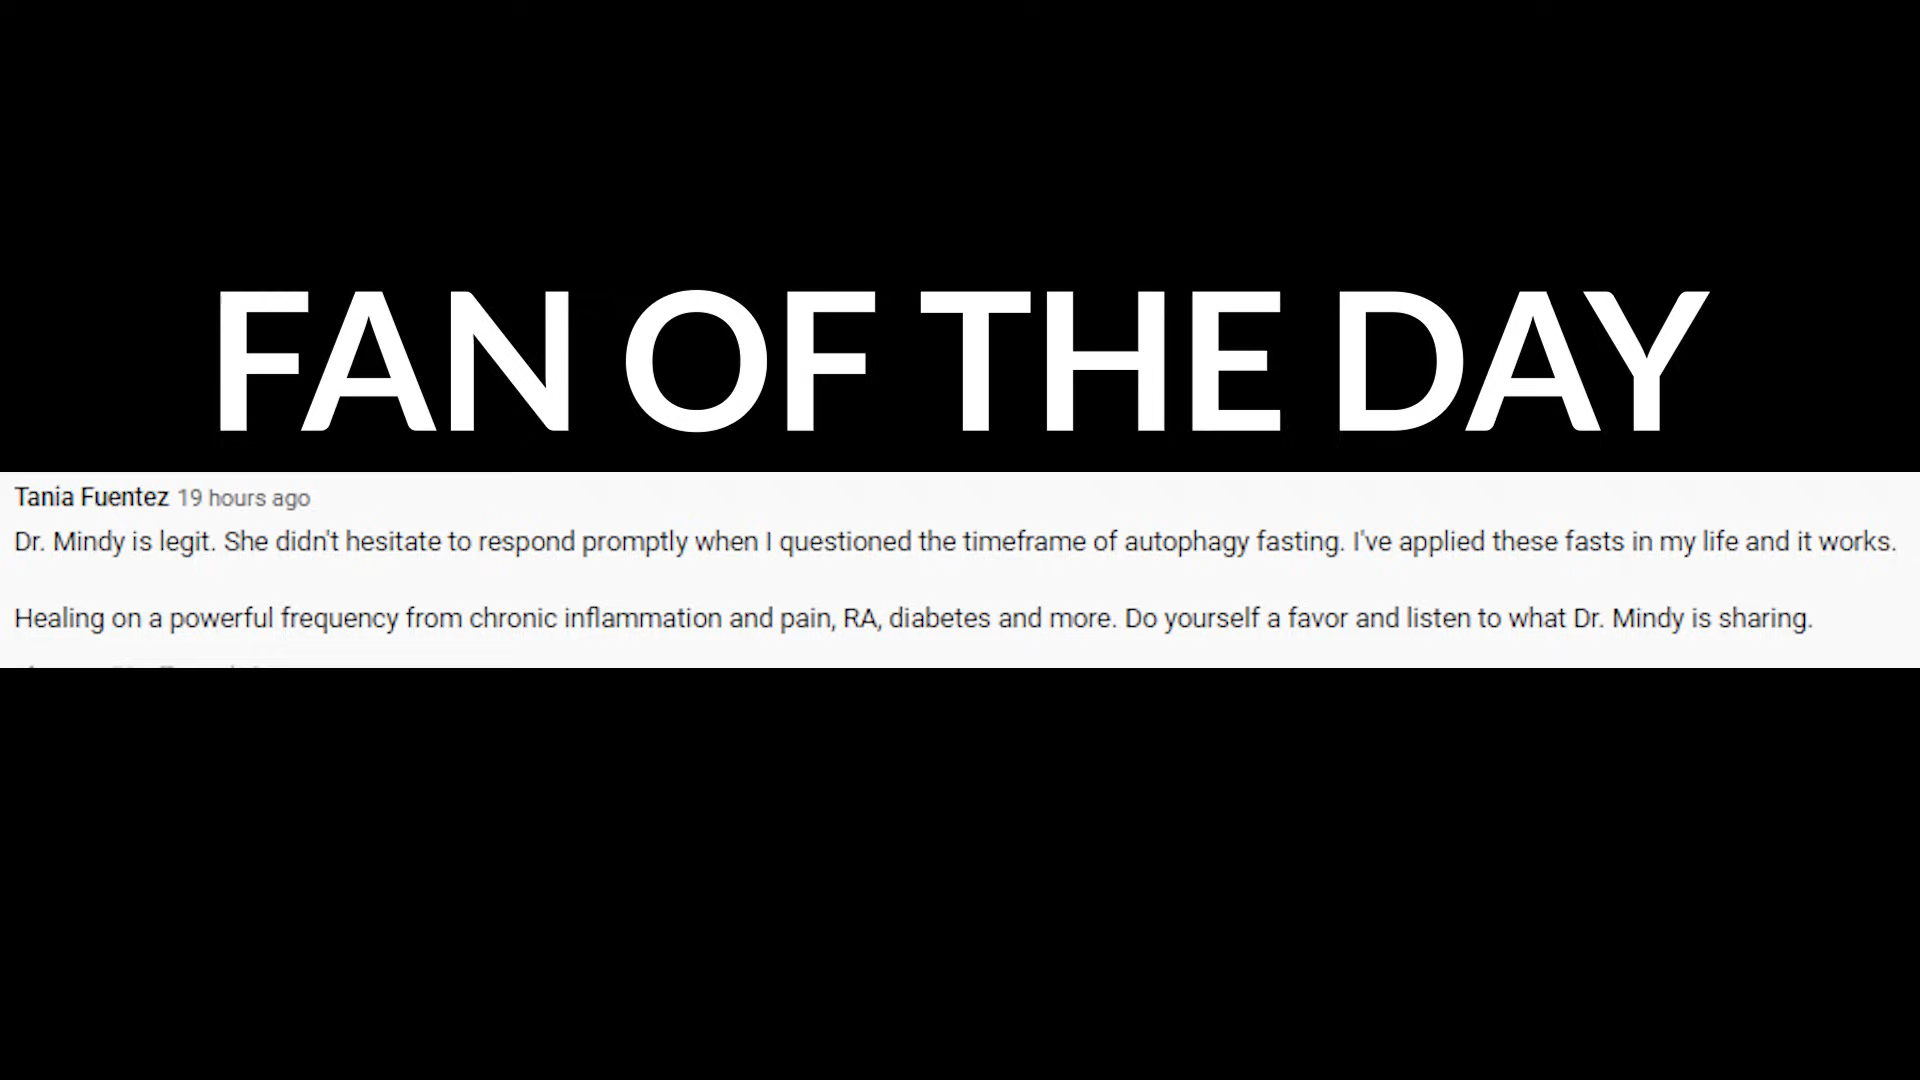 FAN OF THE DAY
Tania Fuentez 19 hours ago
Dr. Mindy is legit. She didn't hesitate to respond promptly when I questioned the timeframe of autophagy fasting. I've applied these fasts in my life and it works.
Healing on a powerful frequency from chronic inflammation and pain, RA, diabetes and more. Do yourself a favor and listen to what Dr. Mindy is sharing.